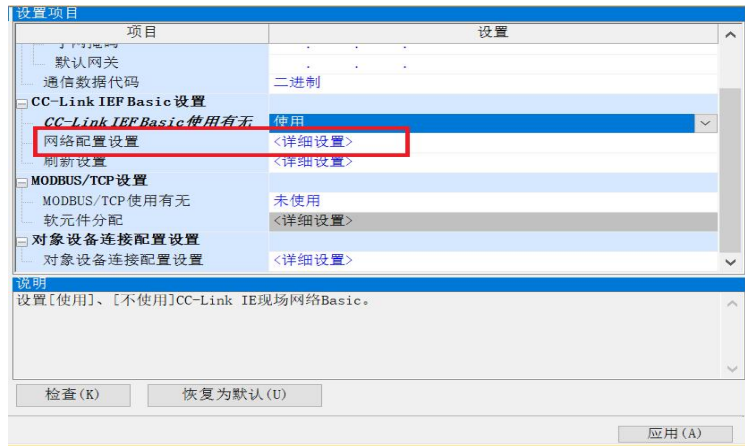 设置项目
项目 设置
默认网关 . . .
通信数据代码 二进制
CC-Link IEF Basic设置
CC-Link IEF Basic使用有无 使用
网络配置设置 <详细设置>
刷新设置 <详细设置>
MODBUS/TCP设置
MODBUS/TCP使用有无 未使用
软元件分配 <详细设置>
对象设备连接配置设置
对象设备连接配置设置 <详细设置>
说明
设置[使用]、[不使用]CC-Link IE现场网络Basic。
检查(K) 恢复为默认(U)
应用(A)